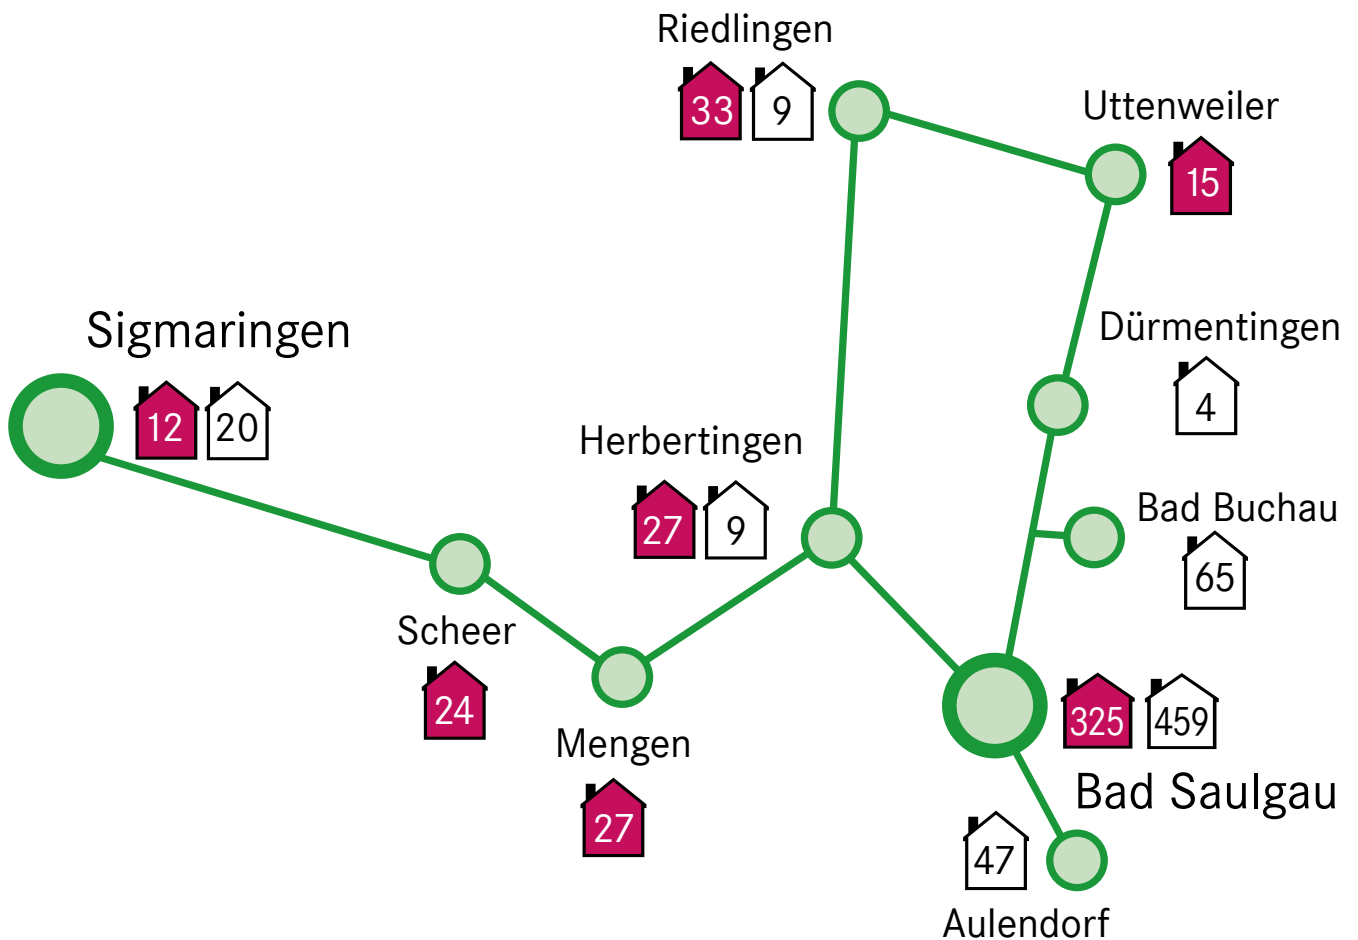 Riedlingen
33 9
Uttenweiler
15
Sigmaringen
12 20
Dürmentingen
4
Herbertingen
27 9
Bad Buchau
65
Scheer
24
Mengen
27
325 459
Bad Saulgau
47
Aulendorf